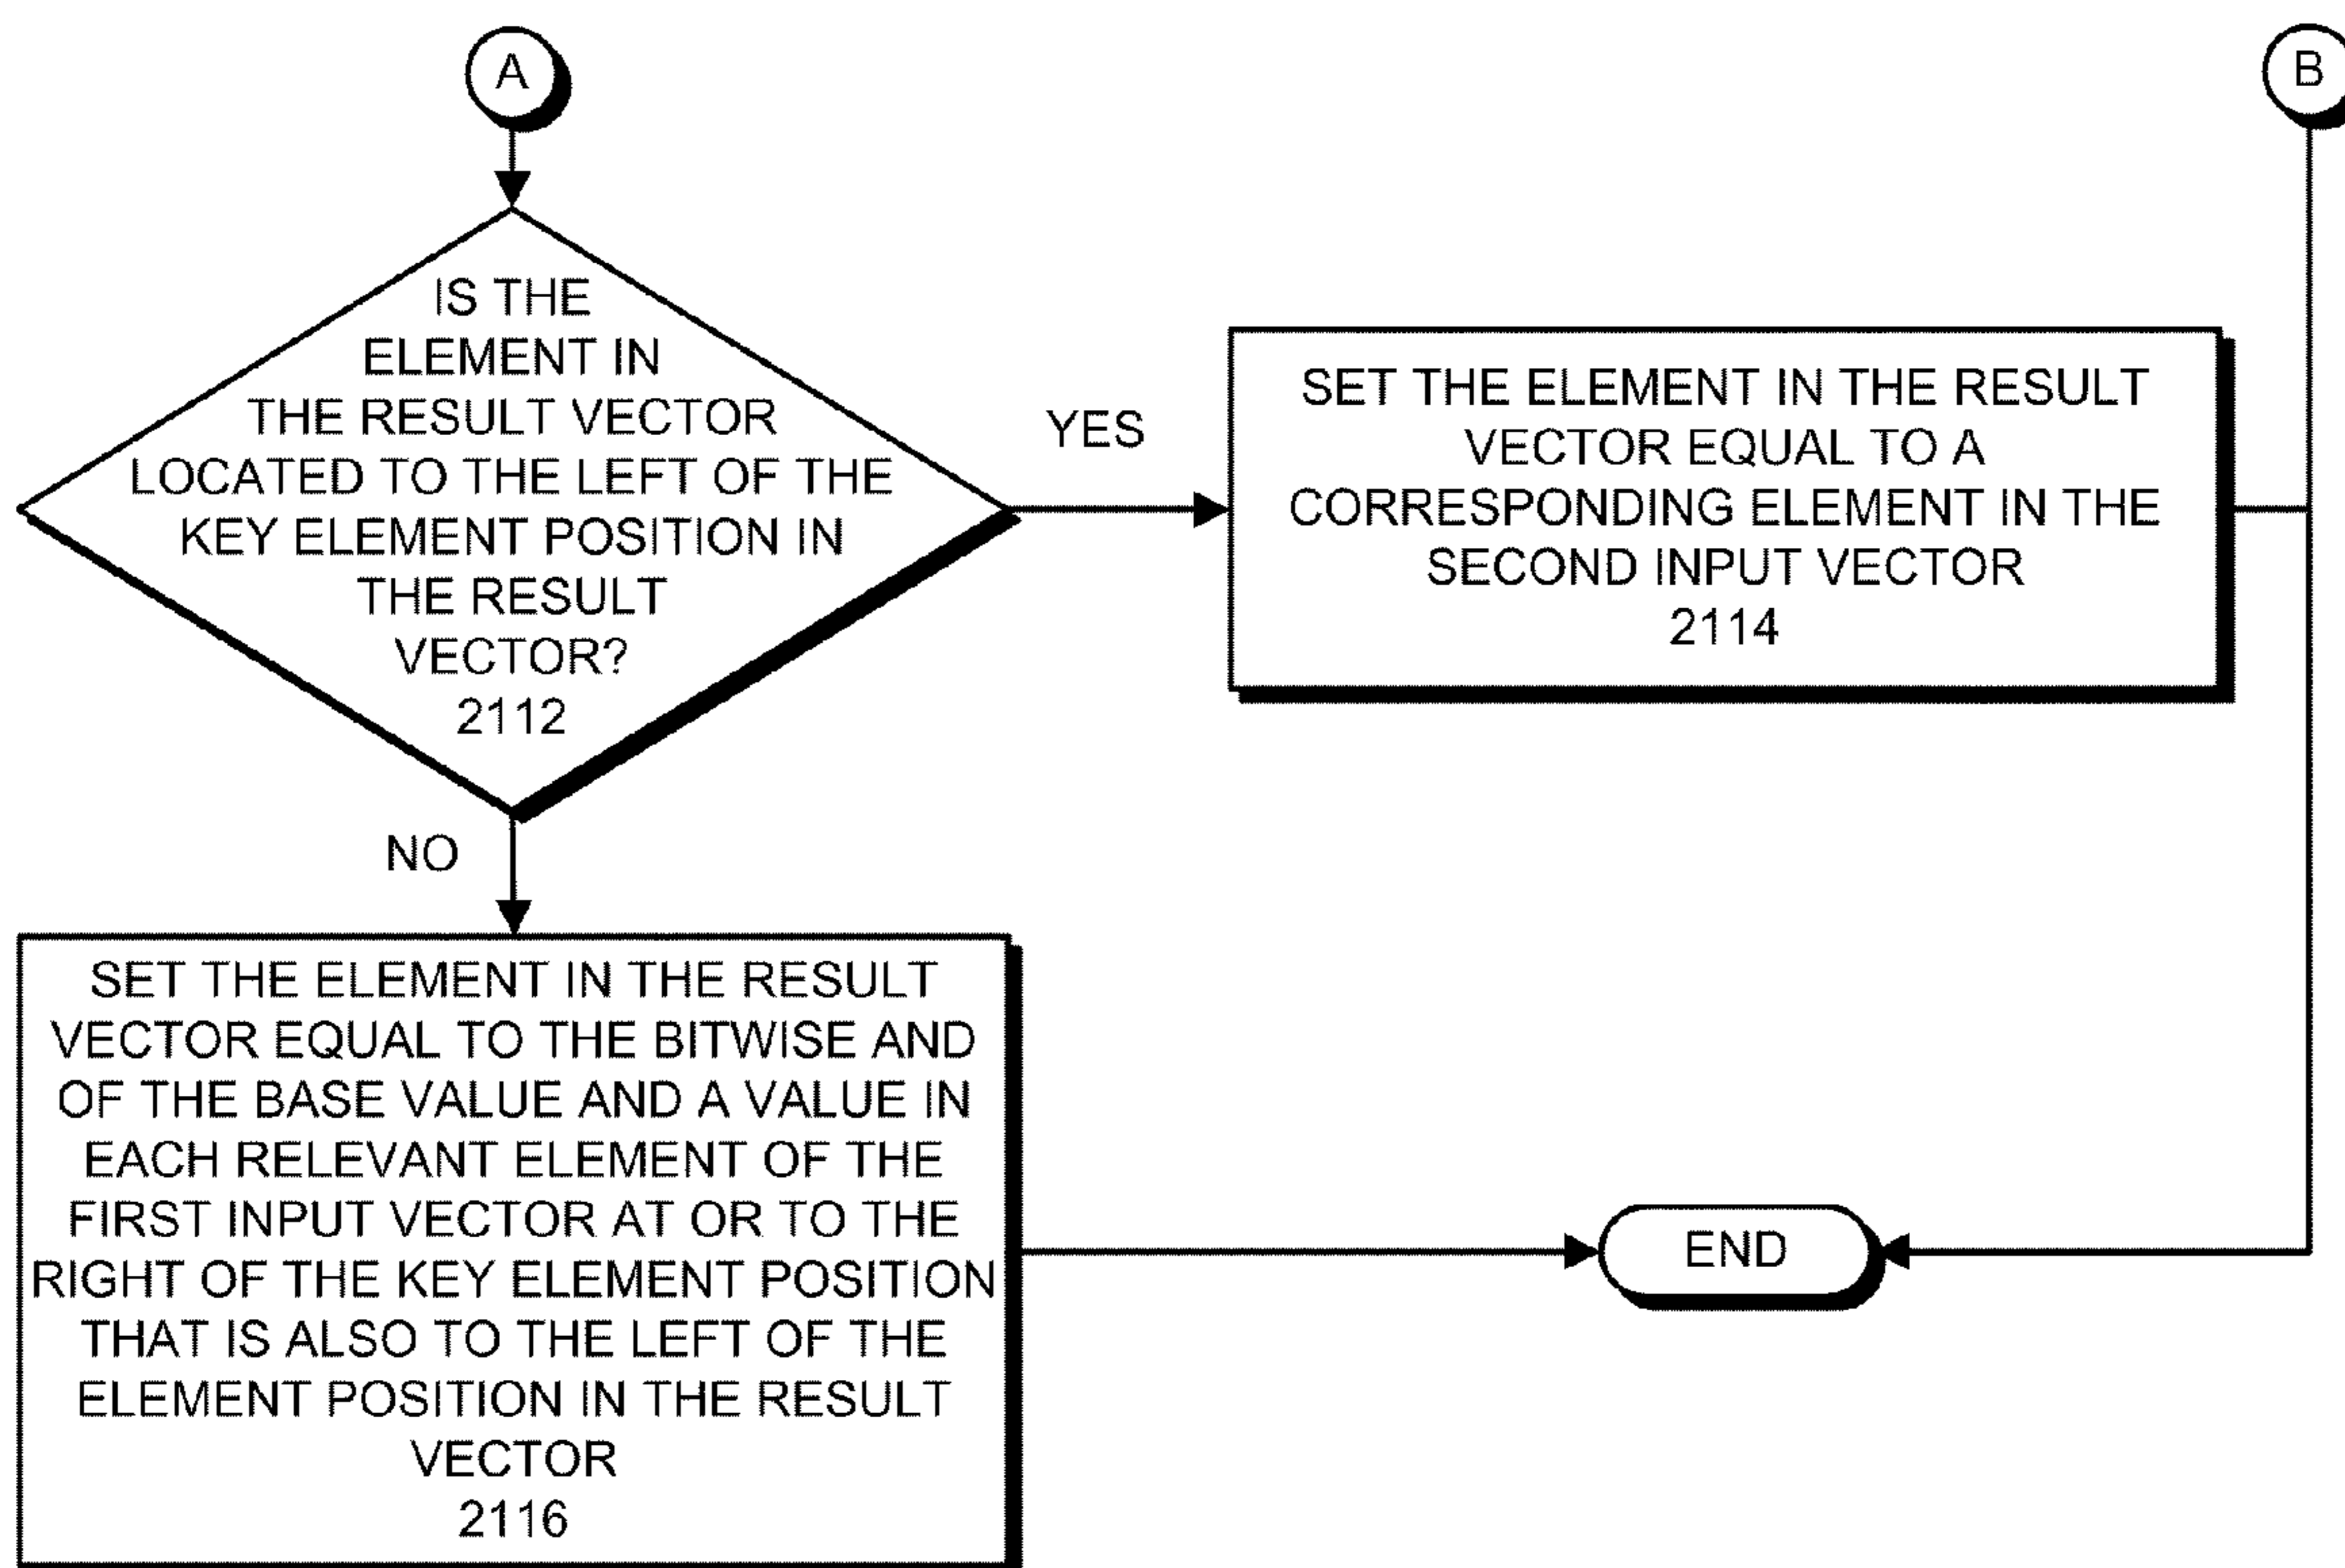 A
B
IS THE
ELEMENT IN
THE RESULT VECTOR
LOCATED TO THE LEFT OF THE
KEY ELEMENT POSITION IN
THE RESULT
VECTOR?
2112
YES
SET THE ELEMENT IN THE RESULT
VECTOR EQUAL TO A
CORRESPONDING ELEMENT IN THE
SECOND INPUT VECTOR
2114
NO
SET THE ELEMENT IN THE RESULT
VECTOR EQUAL TO THE BITWISE AND
OF THE BASE VALUE AND A VALUE IN
EACH RELEVANT ELEMENT OF THE
FIRST INPUT VECTOR AT OR TO THE
RIGHT OF THE KEY ELEMENT POSITION
THAT IS ALSO TO THE LEFT OF THE
ELEMENT POSITION IN THE RESULT
VECTOR
2116
END